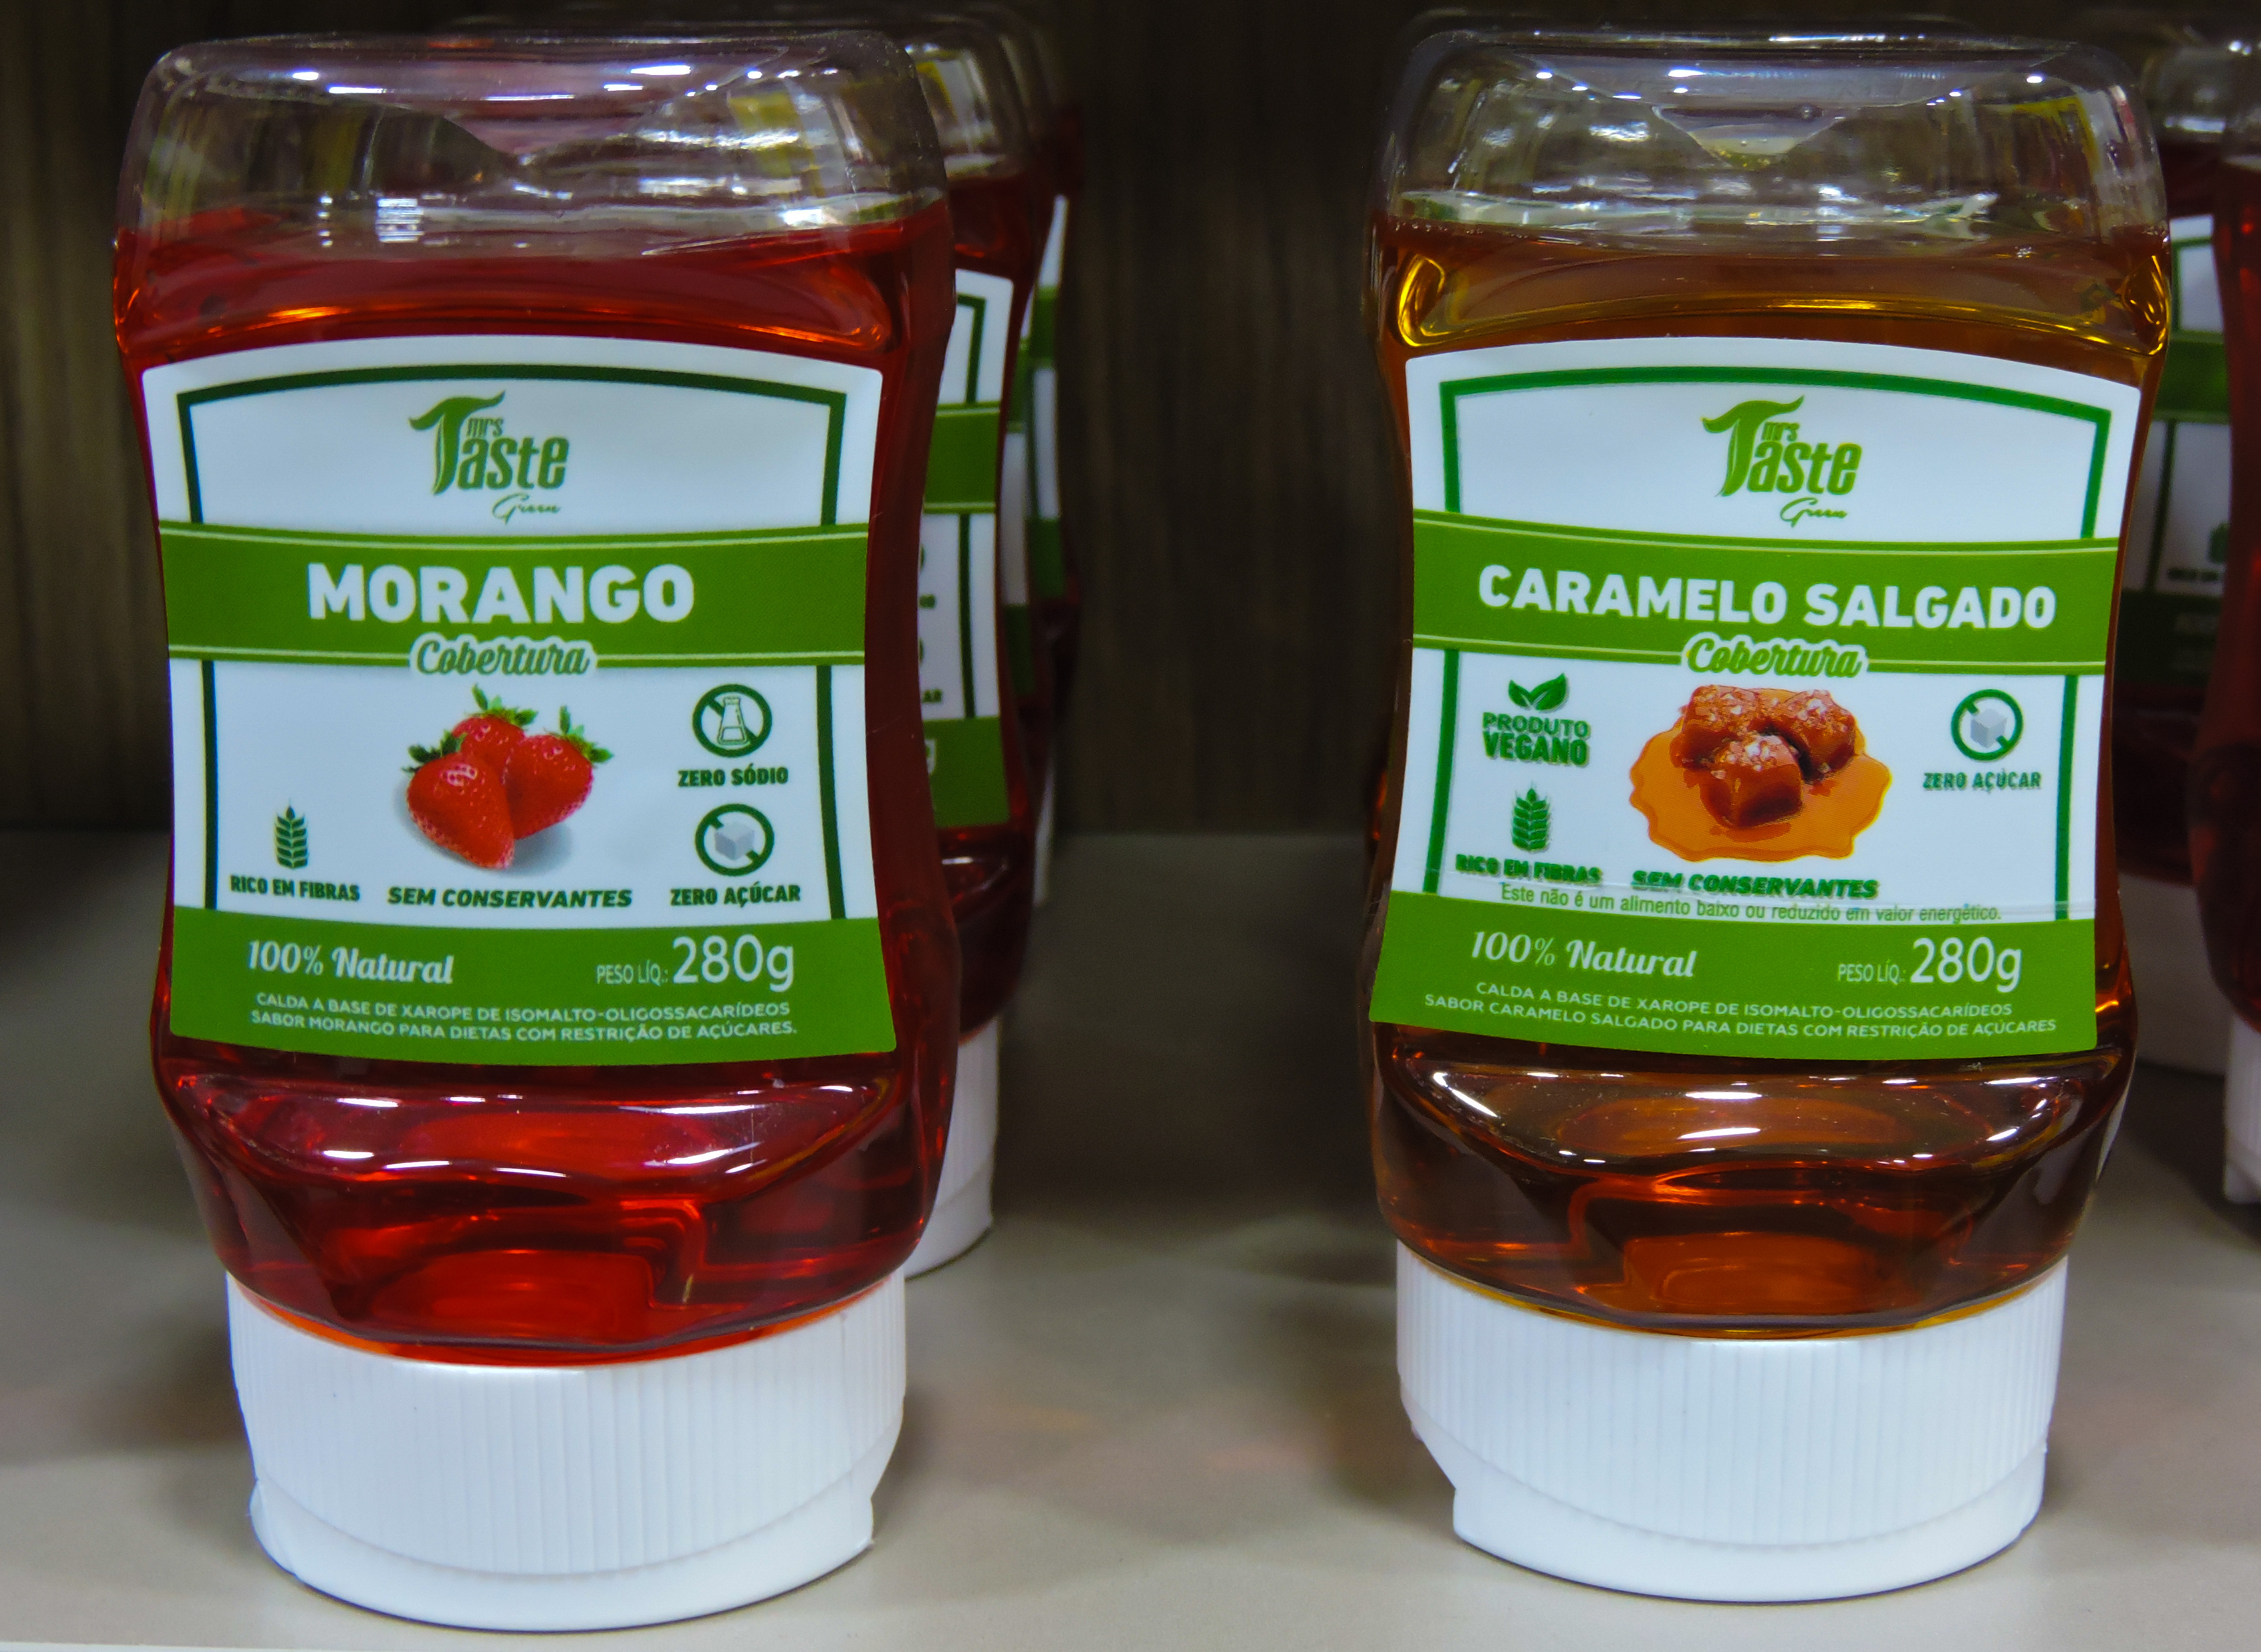 mrs
Taste
Green
MORANGO
Cobertura
ZERO SÓDIO
RICO EM FIBRAS
SEM CONSERVANTES
ZERO AÇÚCAR
100% Natural
PESO LÍQ.: 280g
CALDA A BASE DE XAROPE DE ISOMALTO-OLIGOSSACARÍDEOS
SABOR MORANGO PARA DIETAS COM RESTRIÇÃO DE AÇÚCARES.
mrs
Taste
Green
CARAMELO SALGADO
Cobertura
PRODUTO
VEGANO
ZERO AÇÚCAR
RICO EM FIBRAS
SEM CONSERVANTES
Este não é um alimento baixo ou reduzido em valor energético.
100% Natural
PESO LÍQ.: 280g
CALDA A BASE DE XAROPE DE ISOMALTO-OLIGOSSACARÍDEOS
SABOR CARAMELO SALGADO PARA DIETAS COM RESTRIÇÃO DE AÇÚCARES